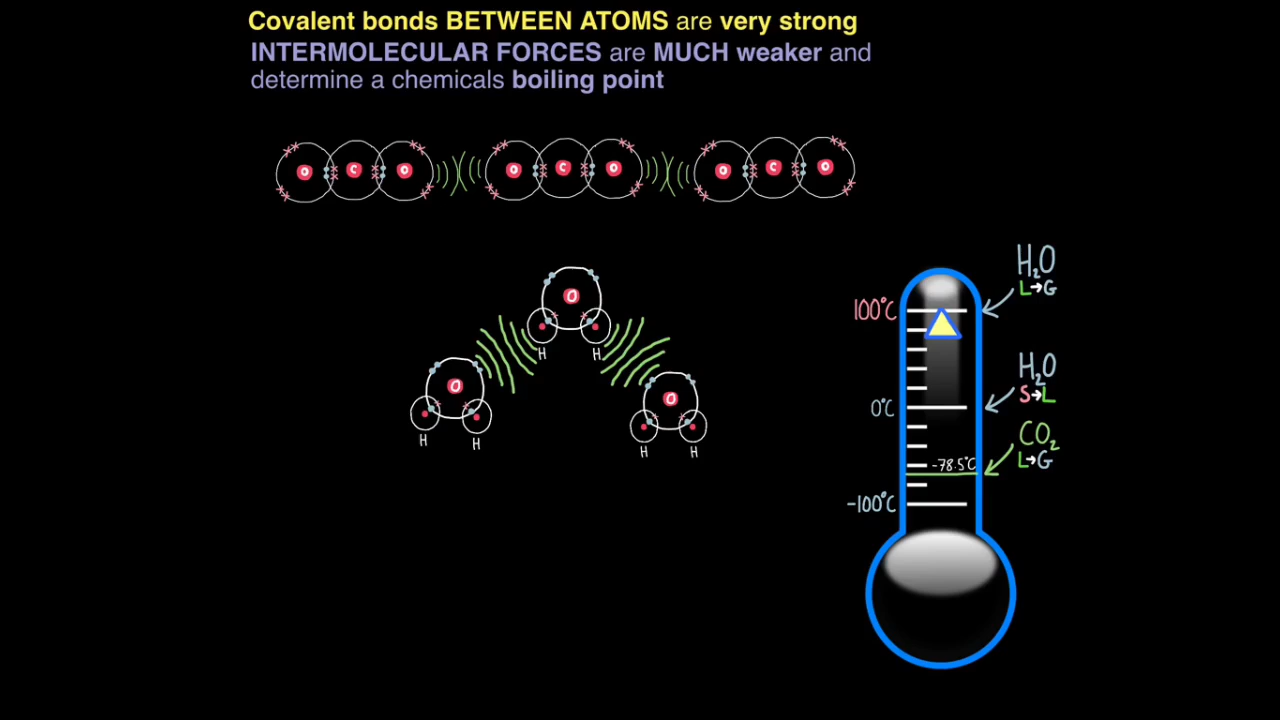 Covalent bonds BETWEEN ATOMS are very strong
INTERMOLECULAR FORCES are MUCH weaker and
determine a chemicals boiling point
O C O O C O O C O
O
H H
O
H H
O
H H
H₂O
L→G
100°C
H₂O
S→L
0°C
CO₂
L→G
-78.5°C
-100°C